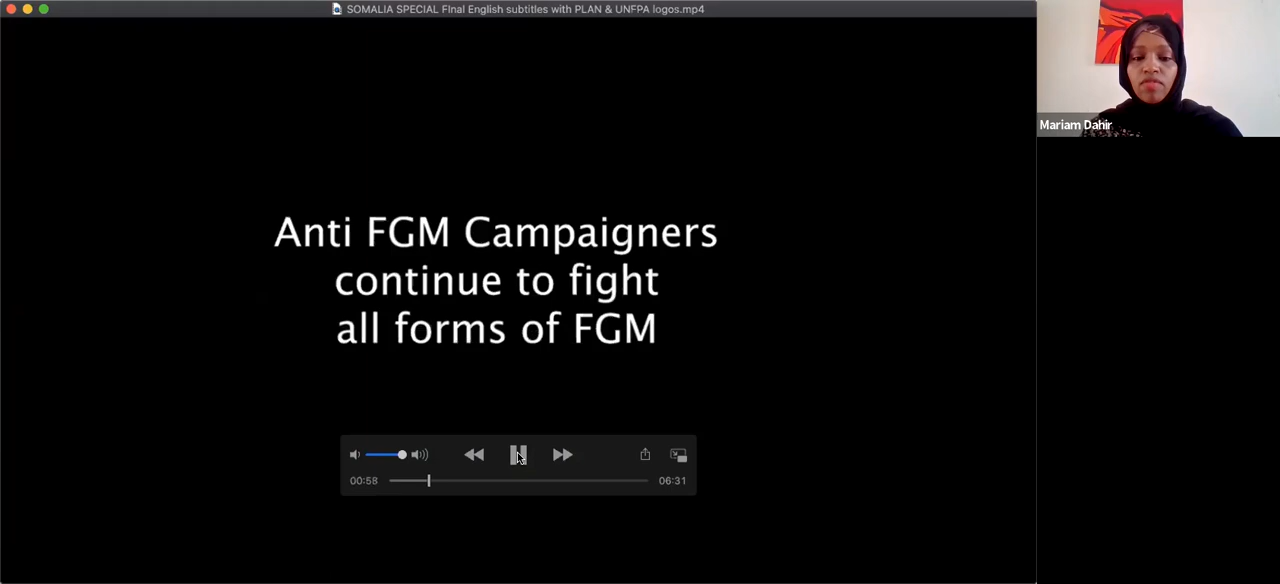 SOMALIA SPECIAL FInal English subtitles with PLAN & UNFPA logos.mp4
Mariam Dahir
Anti FGM Campaigners
continue to fight
all forms of FGM
00:58
06:31